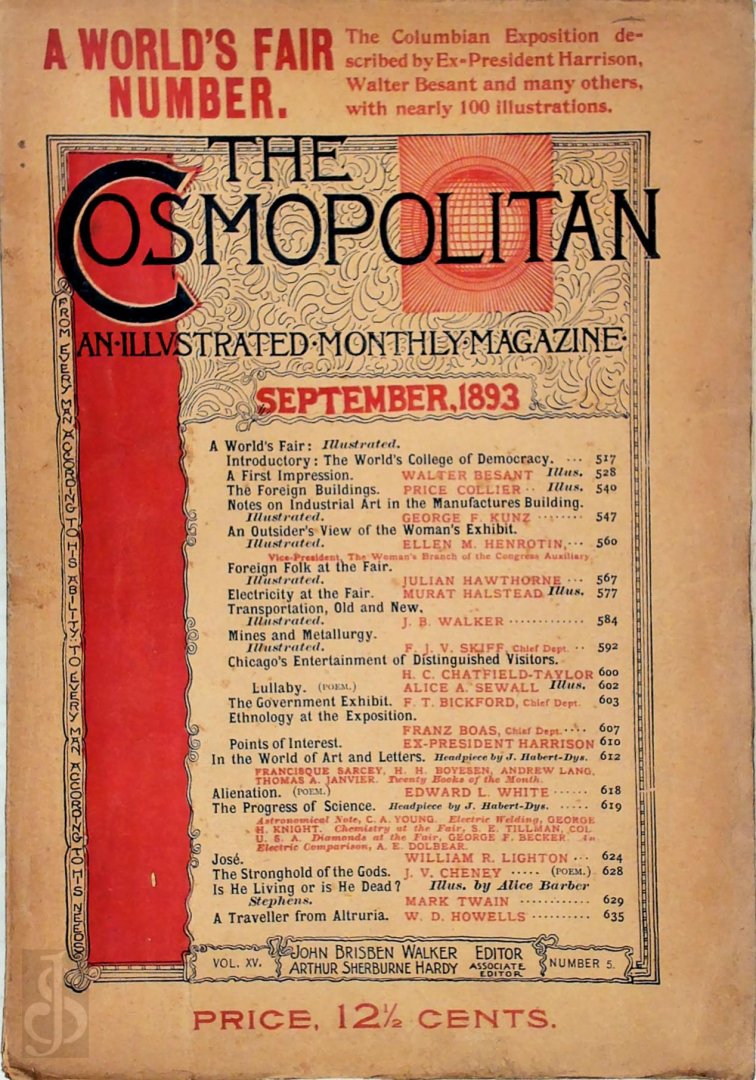 A WORLD'S FAIR
NUMBER.
The Columbian Exposition de-
scribed by Ex-President Harrison,
Walter Besant and many others,
with nearly 100 illustrations.
THE
COSMOPOLITAN
AN·ILLVSTRATED·MONTHLY·MAGAZINE·
FROM EVERY MAN ACCORDING TO HIS ABILITY: TO EVERY MAN ACCORDING TO HIS NEEDS
SEPTEMBER, 1893
A World's Fair: Illustrated.
Introductory: The World's College of Democracy. ... 517
A First Impression. WALTER BESANT Illus. 528
The Foreign Buildings. PRICE COLLIER .. Illus. 540
Notes on Industrial Art in the Manufactures Building.
Illustrated. GEORGE F. KUNZ ........ 547
An Outsider's View of the Woman's Exhibit.
Illustrated. ELLEN M. HENROTIN, ... 560
Vice-President, The Woman's Branch of the Congress Auxiliary
Foreign Folk at the Fair.
Illustrated. JULIAN HAWTHORNE ... 567
Electricity at the Fair. MURAT HALSTEAD Illus. 577
Transportation, Old and New,
Illustrated. J. B. WALKER ............. 584
Mines and Metallurgy.
Illustrated. F. J. V. SKIFF, Chief Dept. .. 592
Chicago's Entertainment of Distinguished Visitors.
H. C. CHATFIELD-TAYLOR 600
Lullaby. (POEM.) ALICE A. SEWALL Illus. 602
The Government Exhibit. F. T. BICKFORD, Chief Dept. 603
Ethnology at the Exposition.
FRANZ BOAS, Chief Dept. .... 607
Points of Interest. EX-PRESIDENT HARRISON 610
In the World of Art and Letters. Headpiece by J. Habert-Dys. 612
FRANCISQUE SARCEY, H. H. BOYESEN, ANDREW LANG,
THOMAS A. JANVIER. Twenty Books of the Month.
Alienation. (POEM.) EDWARD L. WHITE ...... 618
The Progress of Science. Headpiece by J. Habert-Dys. ..... 619
Astronomical Note, C. A. YOUNG. Electric Welding, GEORGE
H. KNIGHT. Chemistry at the Fair, S. E. TILLMAN, COL.
U. S. A. Diamonds at the Fair, GEORGE F. BECKER. An
Electric Comparison, A. E. DOLBEAR.
José. WILLIAM R. LIGHTON ... 624
The Stronghold of the Gods. J. V. CHENEY ..... (POEM.) 628
Is He Living or is He Dead? Illus. by Alice Barber
Stephens. MARK TWAIN ............ 629
A Traveller from Altruria. W. D. HOWELLS .......... 635
VOL. XV. JOHN BRISBEN WALKER EDITOR NUMBER 5.
ARTHUR SHERBURNE HARDY ASSOCIATE
EDITOR
PRICE, 12½ CENTS.